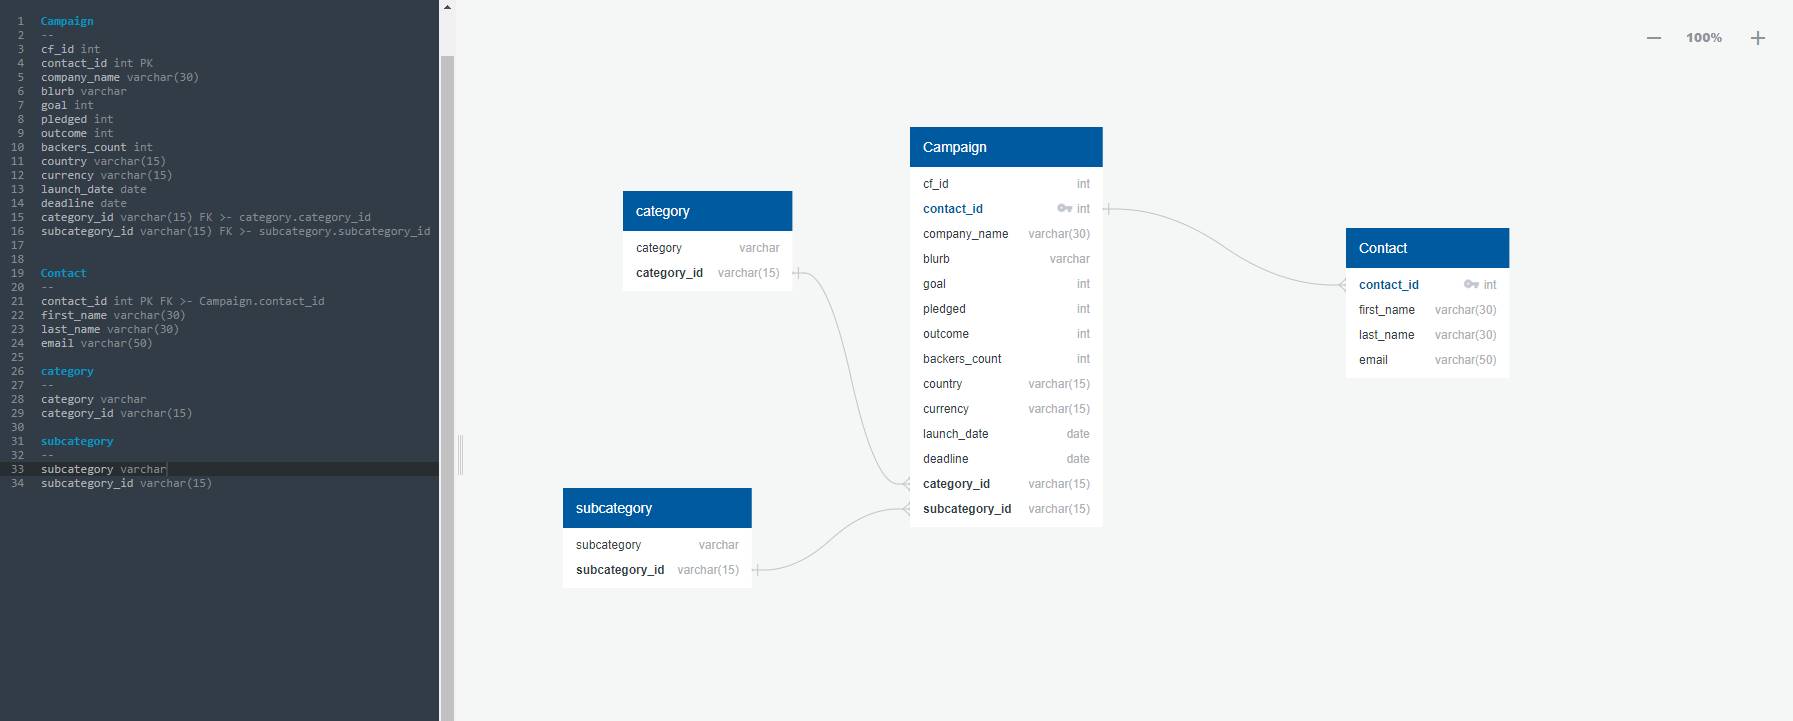 1 Campaign
2 --
3 cf_id int
4 contact_id int PK
5 company_name varchar(30)
6 blurb varchar
7 goal int
8 pledged int
9 outcome int
10 backers_count int
11 country varchar(15)
12 currency varchar(15)
13 launch_date date
14 deadline date
15 category_id varchar(15) FK >- category.category_id
16 subcategory_id varchar(15) FK >- subcategory.subcategory_id
17
18
19 Contact
20 --
21 contact_id int PK FK >- Campaign.contact_id
22 first_name varchar(30)
23 last_name varchar(30)
24 email varchar(50)
25
26 category
27 --
28 category varchar
29 category_id varchar(15)
30
31 subcategory
32 --
33 subcategory varchar
34 subcategory_id varchar(15)
100%
category
category varchar
category_id varchar(15)
subcategory
subcategory varchar
subcategory_id varchar(15)
Campaign
cf_id int
contact_id int
company_name varchar(30)
blurb varchar
goal int
pledged int
outcome int
backers_count int
country varchar(15)
currency varchar(15)
launch_date date
deadline date
category_id varchar(15)
subcategory_id varchar(15)
Contact
contact_id int
first_name varchar(30)
last_name varchar(30)
email varchar(50)